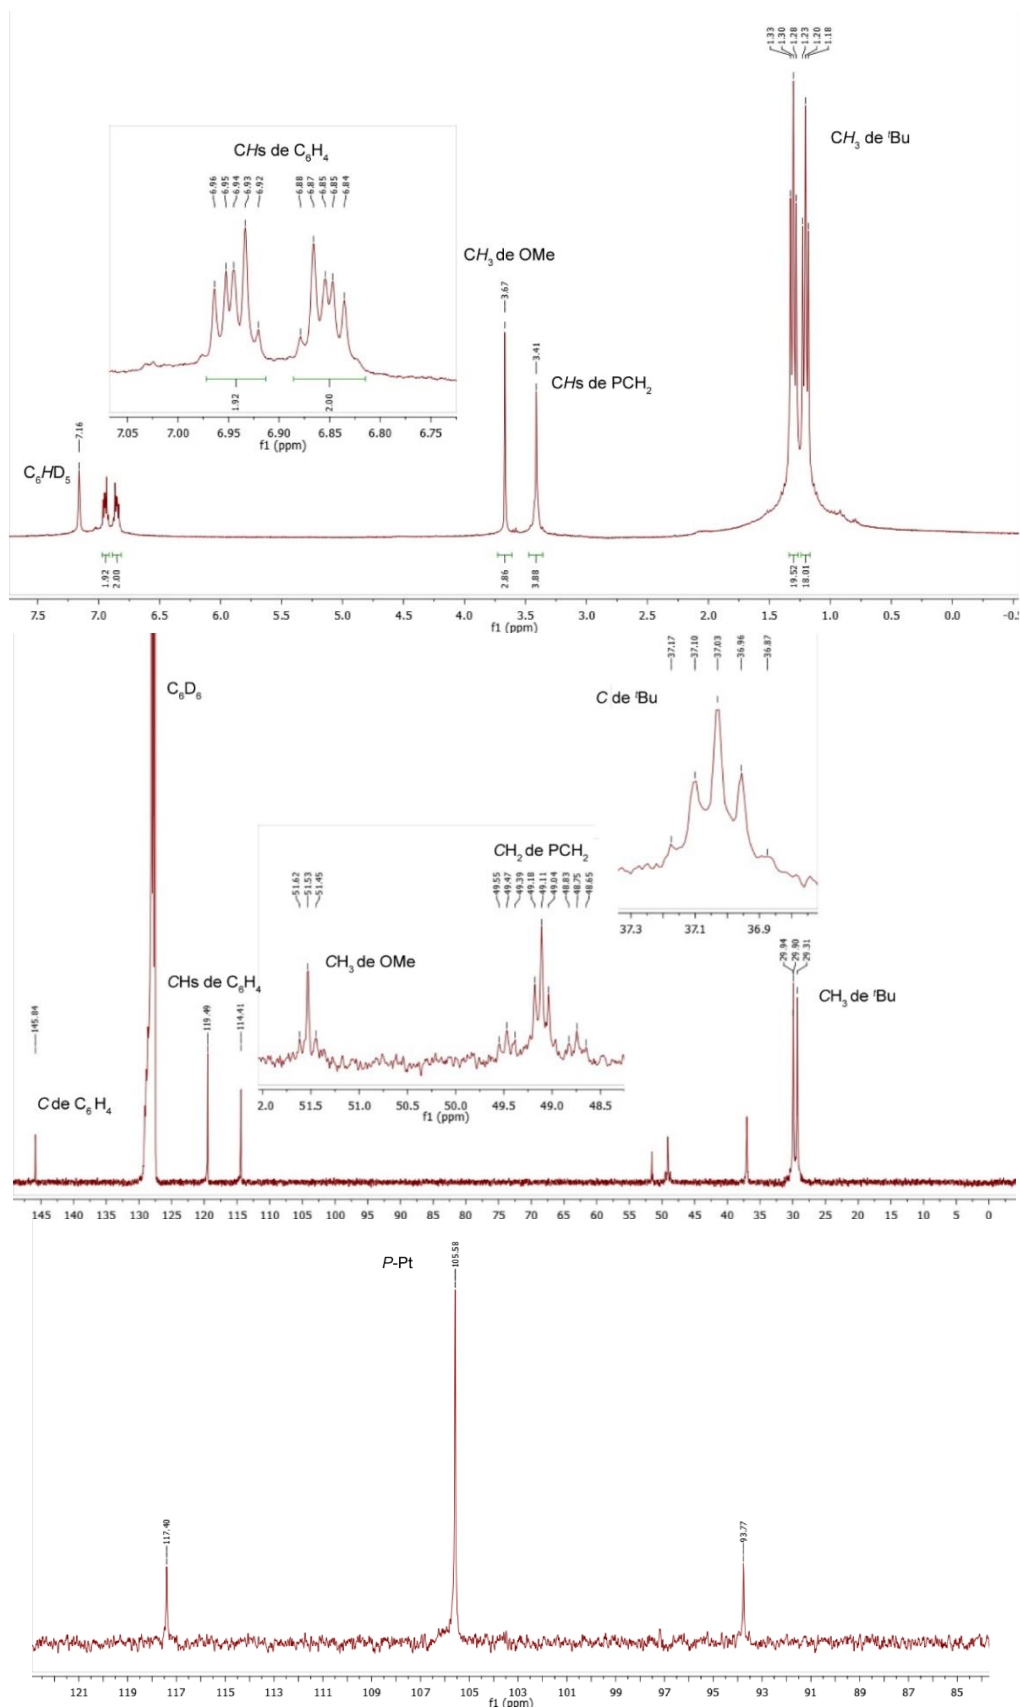 1.33 1.30 1.28 1.23 1.20 1.18
CH3 de tBu
CHs de C6H4
6.96 6.95 6.94 6.93 6.92 6.88 6.87 6.85 6.85 6.84
CH3 de OMe
3.67
3.41
CHs de PCH2
1.92 2.00
7.05 7.00 6.95 6.90 6.85 6.80 6.75
f1 (ppm)
7.16
C6HD5
1.92 2.00 2.86 3.88 19.52 18.01
7.5 7.0 6.5 6.0 5.5 5.0 4.5 4.0 3.5 3.0 2.5 2.0 1.5 1.0 0.5 0.0 -0.5
f1 (ppm)
37.17 37.10 37.03 36.96 36.87
C6D6
C de tBu
CH2 de PCH2
51.62 51.53 51.45 49.55 49.47 49.39 49.18 49.11 49.04 48.83 48.75 48.65
37.3 37.1 36.9
CH3 de OMe
29.94 29.90 29.31
CHs de C6H4
CH3 de tBu
145.84 119.49 114.41
2.0 51.5 51.0 50.5 50.0 49.5 49.0 48.5
f1 (ppm)
C de C6H4
145 140 135 130 125 120 115 110 105 100 95 90 85 80 75 70 65 60 55 50 45 40 35 30 25 20 15 10 5 0
P-Pt
105.58
117.40
93.77
121 119 117 115 113 111 109 107 105 103 101 99 97 95 93 91 89 87 85
f1 (ppm)